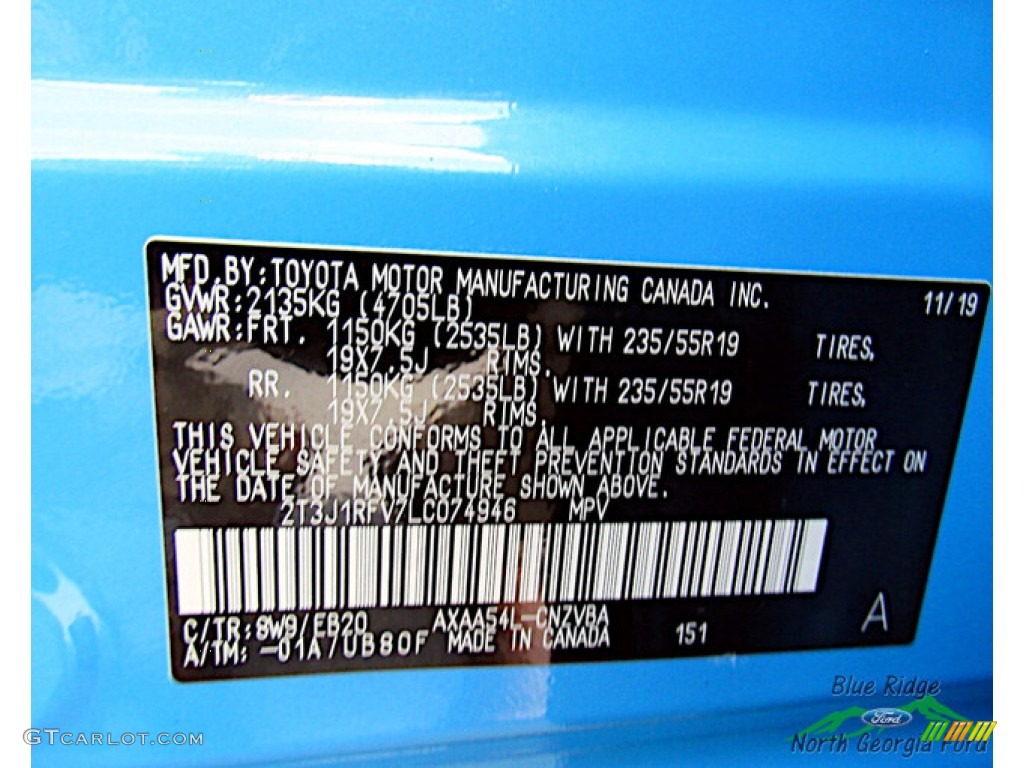 MFD. BY: TOYOTA MOTOR MANUFACTURING CANADA INC. 11/19
GVWR: 2135KG (4705LB)
GAWR: FRT. 1150KG (2535LB) WITH 235/55R19 TIRES,
19X7.5J RIMS.
RR. 1150KG (2535LB) WITH 235/55R19 TIRES,
19X7.5J RIMS.
THIS VEHICLE CONFORMS TO ALL APPLICABLE FEDERAL MOTOR
VEHICLE SAFETY AND THEFT PREVENTION STANDARDS IN EFFECT ON
THE DATE OF MANUFACTURE SHOWN ABOVE.
2T3J1RFV7LC074946 MPV
C/TR: 8W9/EB20 AXAA54L-CNZVBA
A/TM: -01A/UB80F MADE IN CANADA 151 A
Blue Ridge
Ford
North Georgia Ford
GTCARLOT.COM